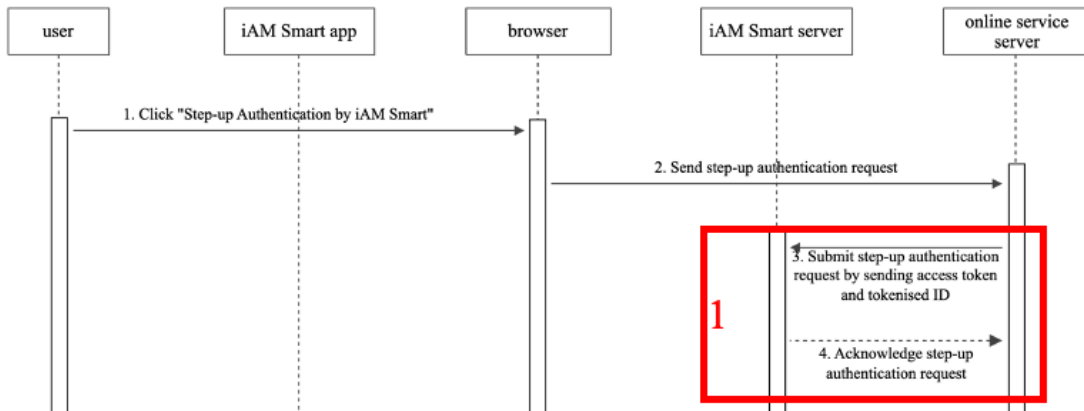 user
iAM Smart app
browser
iAM Smart server
online service
server
1. Click "Step-up Authentication by iAM Smart"
2. Send step-up authentication request
3. Submit step-up authentication
request by sending access token
and tokenised ID
1
4. Acknowledge step-up
authentication request